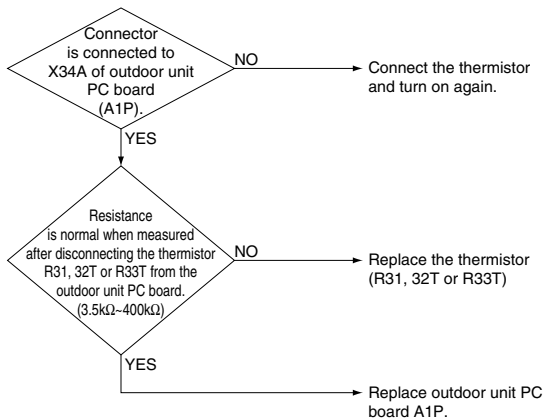 Connector
is connected to
X34A of outdoor unit
PC board
(A1P).
NO
Connect the thermistor
and turn on again.
YES
Resistance
is normal when measured
after disconnecting the thermistor
R31, 32T or R33T from the
outdoor unit PC board.
(3.5kΩ~400kΩ)
NO
Replace the thermistor
(R31, 32T or R33T)
YES
Replace outdoor unit PC
board A1P.